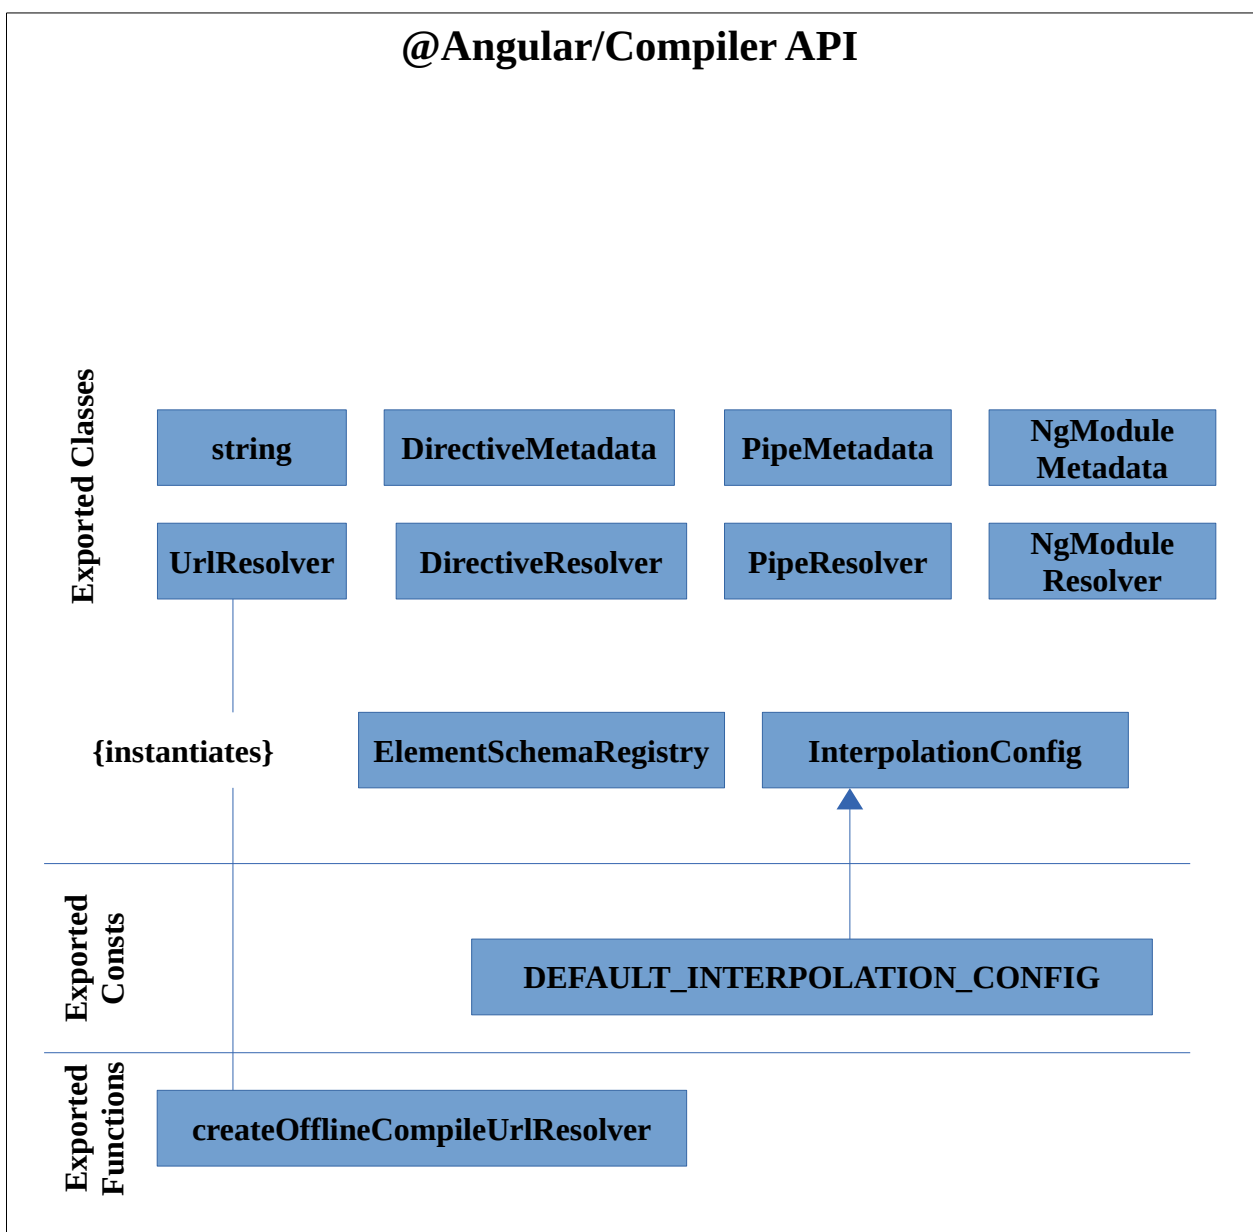 @Angular/Compiler API
Exported Classes
string
DirectiveMetadata
PipeMetadata
NgModule
Metadata
UrlResolver
DirectiveResolver
PipeResolver
NgModule
Resolver
{instantiates}
ElementSchemaRegistry
InterpolationConfig
Exported
Consts
DEFAULT_INTERPOLATION_CONFIG
Exported
Functions
createOfflineCompileUrlResolver